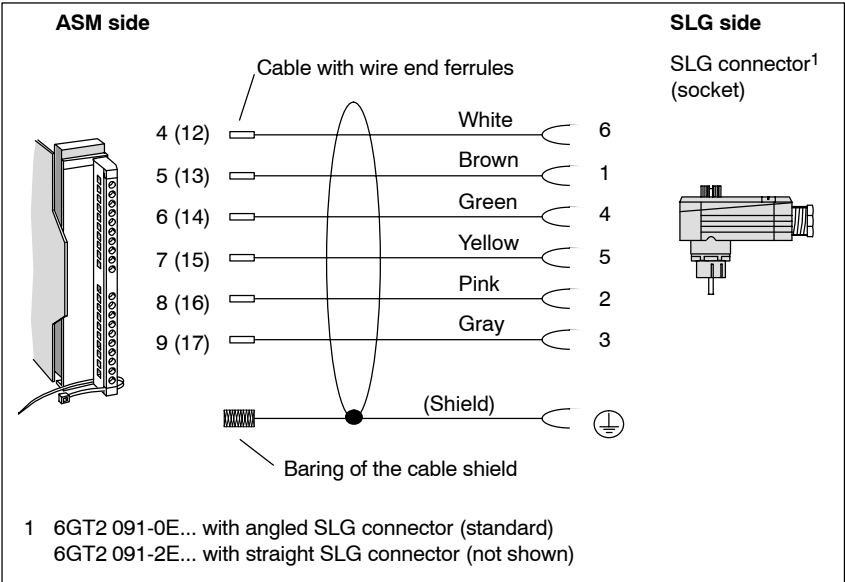 ASM side
SLG side
SLG connector1
(socket)
Cable with wire end ferrules
4 (12) White 6
5 (13) Brown 1
6 (14) Green 4
7 (15) Yellow 5
8 (16) Pink 2
9 (17) Gray 3
(Shield)
Baring of the cable shield
1 6GT2 091-0E... with angled SLG connector (standard)
6GT2 091-2E... with straight SLG connector (not shown)